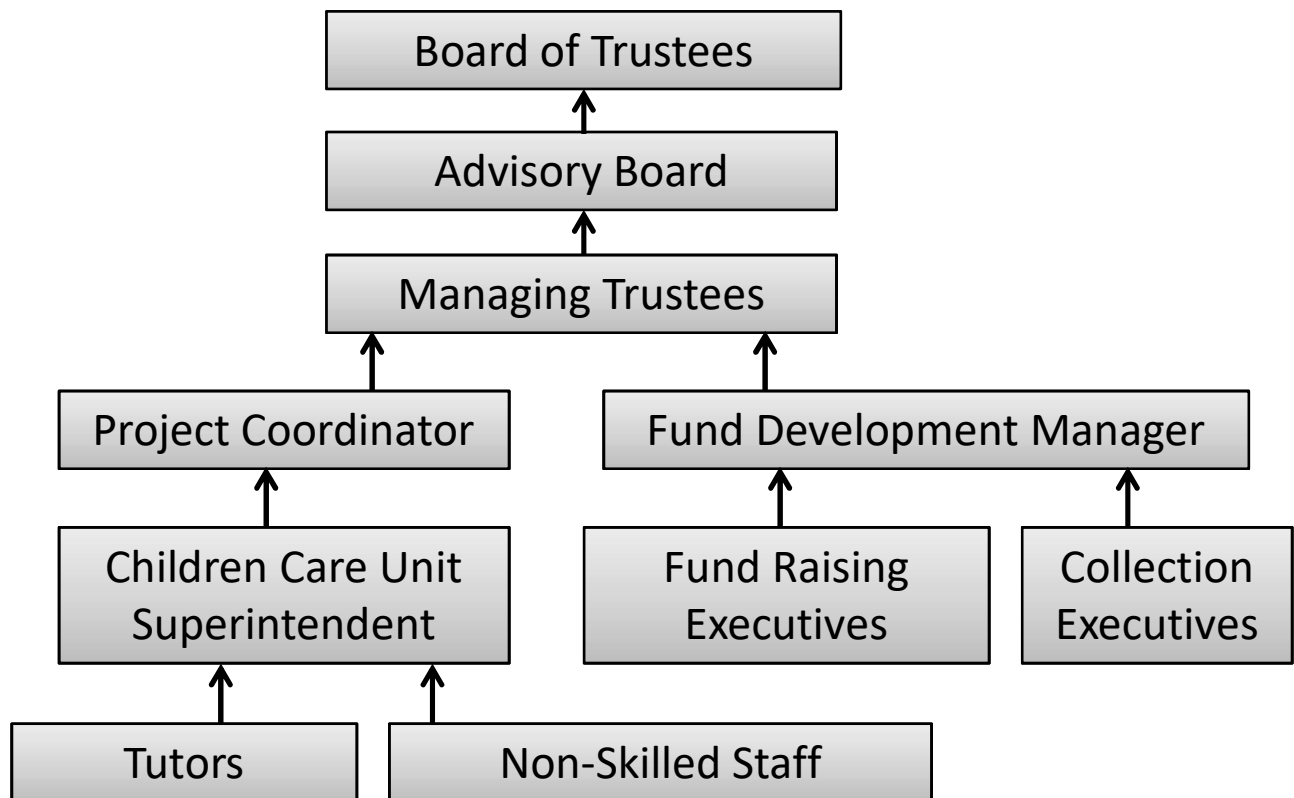 Board of Trustees
Advisory Board
Managing Trustees
Project Coordinator
Fund Development Manager
Children Care Unit
Superintendent
Fund Raising
Executives
Collection
Executives
Tutors
Non-Skilled Staff